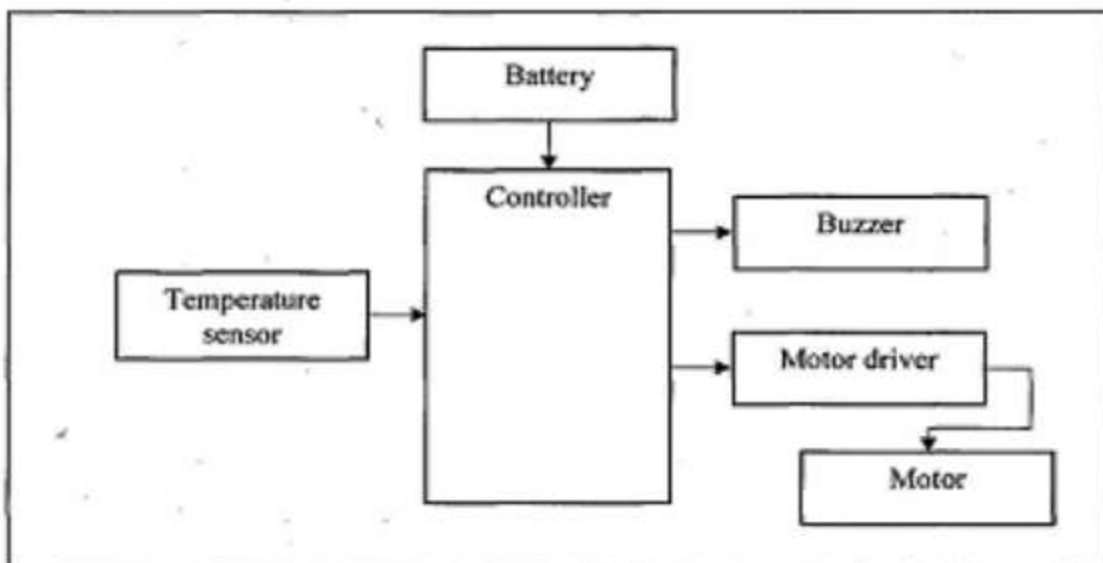 Battery
Controller
Buzzer
Temperature
sensor
Motor driver
Motor